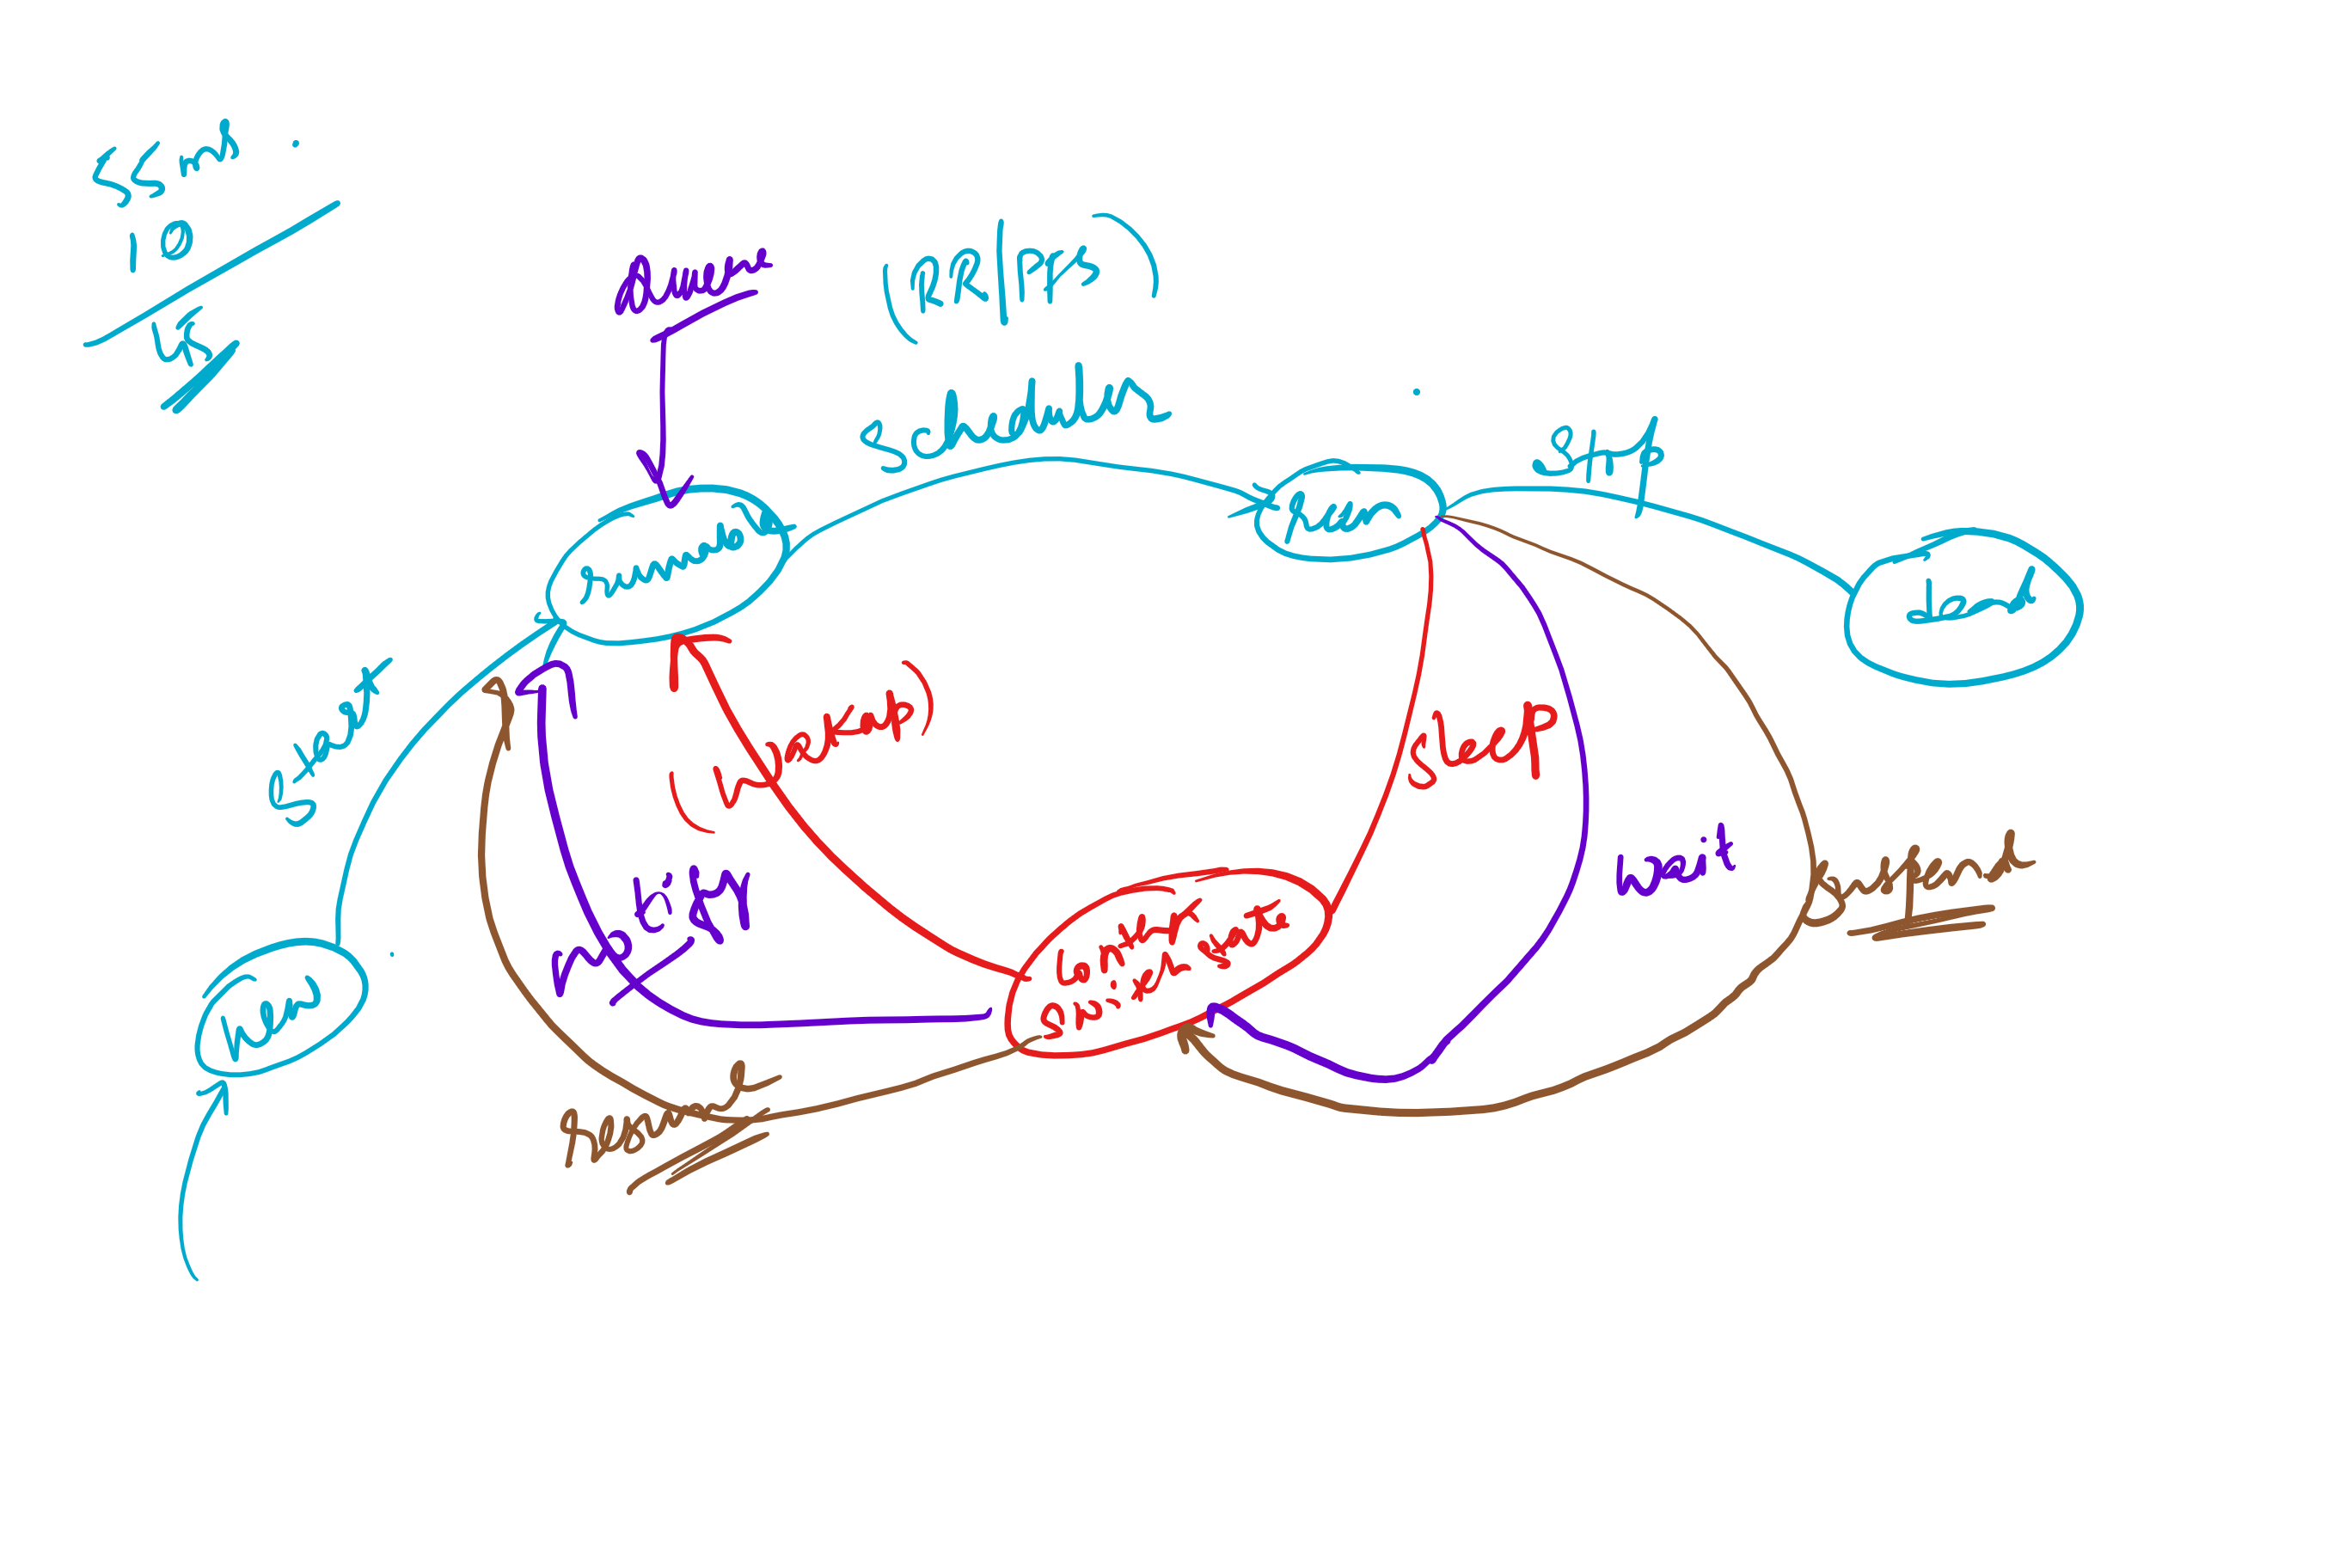 55ms
10
45
queue
(RR/PPs)
scheduler
stop
runnable
Run
dead
start
(wakeup)
sleep
wait
suspend
notify
context
switch
state
New
resume